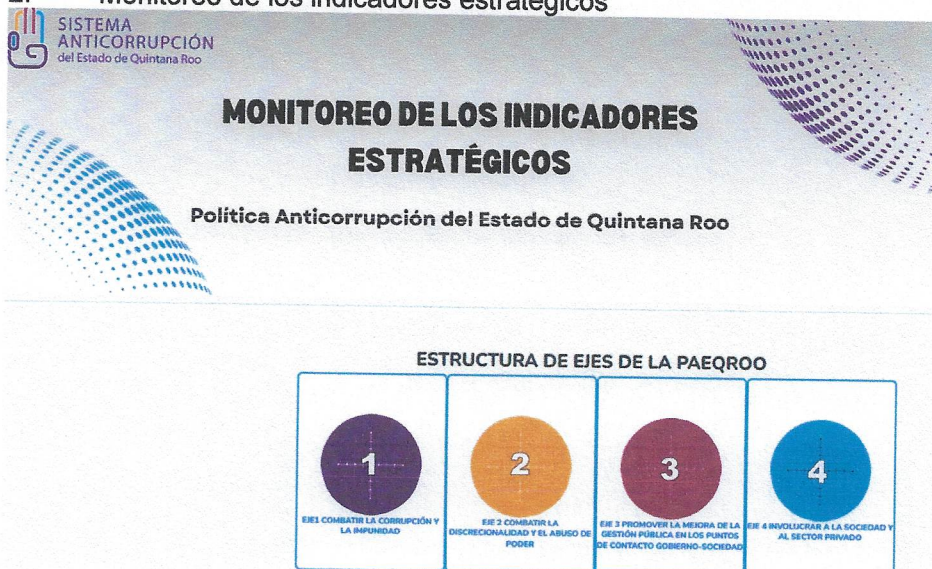 2. Monitoreo de los indicadores estratégicos
SISTEMA
ANTICORRUPCIÓN
del Estado de Quintana Roo
MONITOREO DE LOS INDICADORES
ESTRATÉGICOS
Política Anticorrupción del Estado de Quintana Roo
ESTRUCTURA DE EJES DE LA PAEQROO
1
EJE1 COMBATIR LA CORRUPCIÓN Y
LA IMPUNIDAD
2
EJE 2 COMBATIR LA
DISCRECIONALIDAD Y EL ABUSO DE
PODER
3
EJE 3 PROMOVER LA MEJORA DE LA
GESTIÓN PÚBLICA EN LOS PUNTOS
DE CONTACTO GOBIERNO-SOCIEDAD
4
EJE 4 INVOLUCRAR A LA SOCIEDAD Y
AL SECTOR PRIVADO